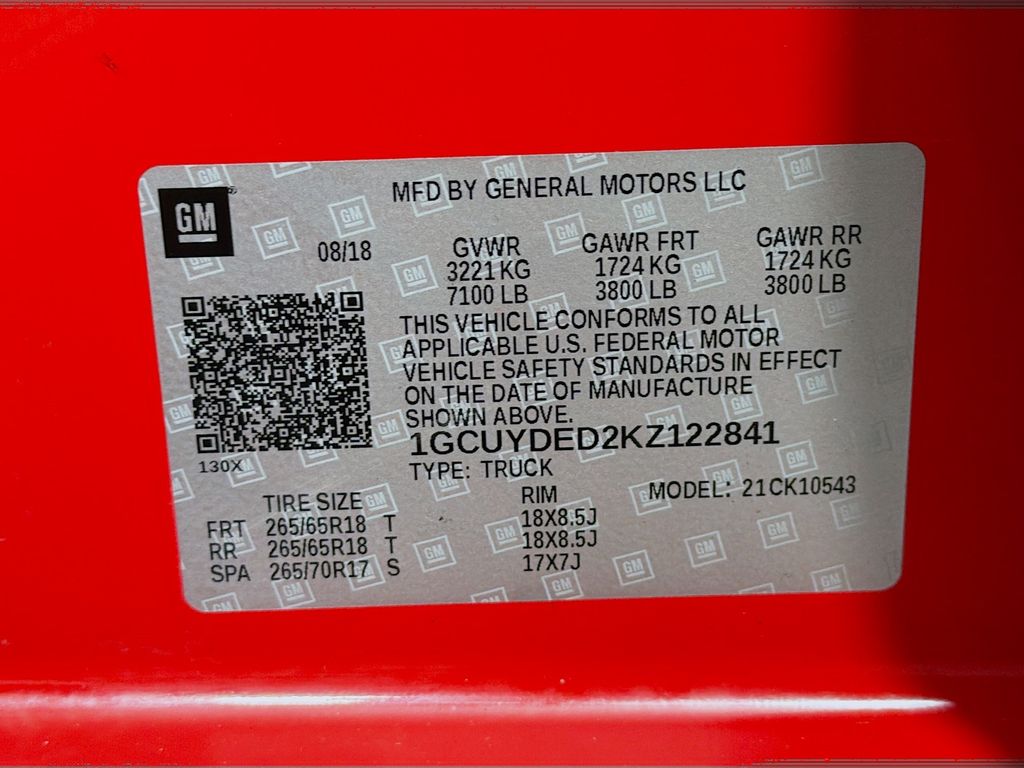 GM
MFD BY GENERAL MOTORS LLC
08/18
GVWR GAWR FRT GAWR RR
3221 KG 1724 KG 1724 KG
7100 LB 3800 LB 3800 LB
THIS VEHICLE CONFORMS TO ALL
APPLICABLE U.S. FEDERAL MOTOR
VEHICLE SAFETY STANDARDS IN EFFECT
ON THE DATE OF MANUFACTURE
SHOWN ABOVE.
1GCUYDED2KZ122841
130X
TYPE: TRUCK
MODEL: 21CK10543
TIRE SIZE RIM
FRT 265/65R18 T 18X8.5J
RR 265/65R18 T 18X8.5J
SPA 265/70R17 S 17X7J